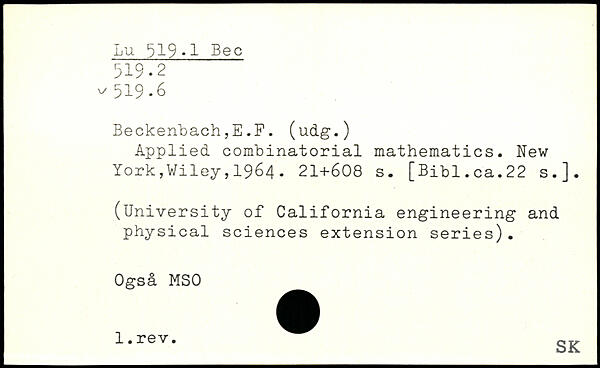 Lu 519.1 Bec
519.2
✓ 519.6
Beckenbach,E.F. (udg.)
Applied combinatorial mathematics. New
York,Wiley,1964. 21+608 s. [Bibl.ca.22 s.].
(University of California engineering and
physical sciences extension series).
Også MSO
1.rev.
SK